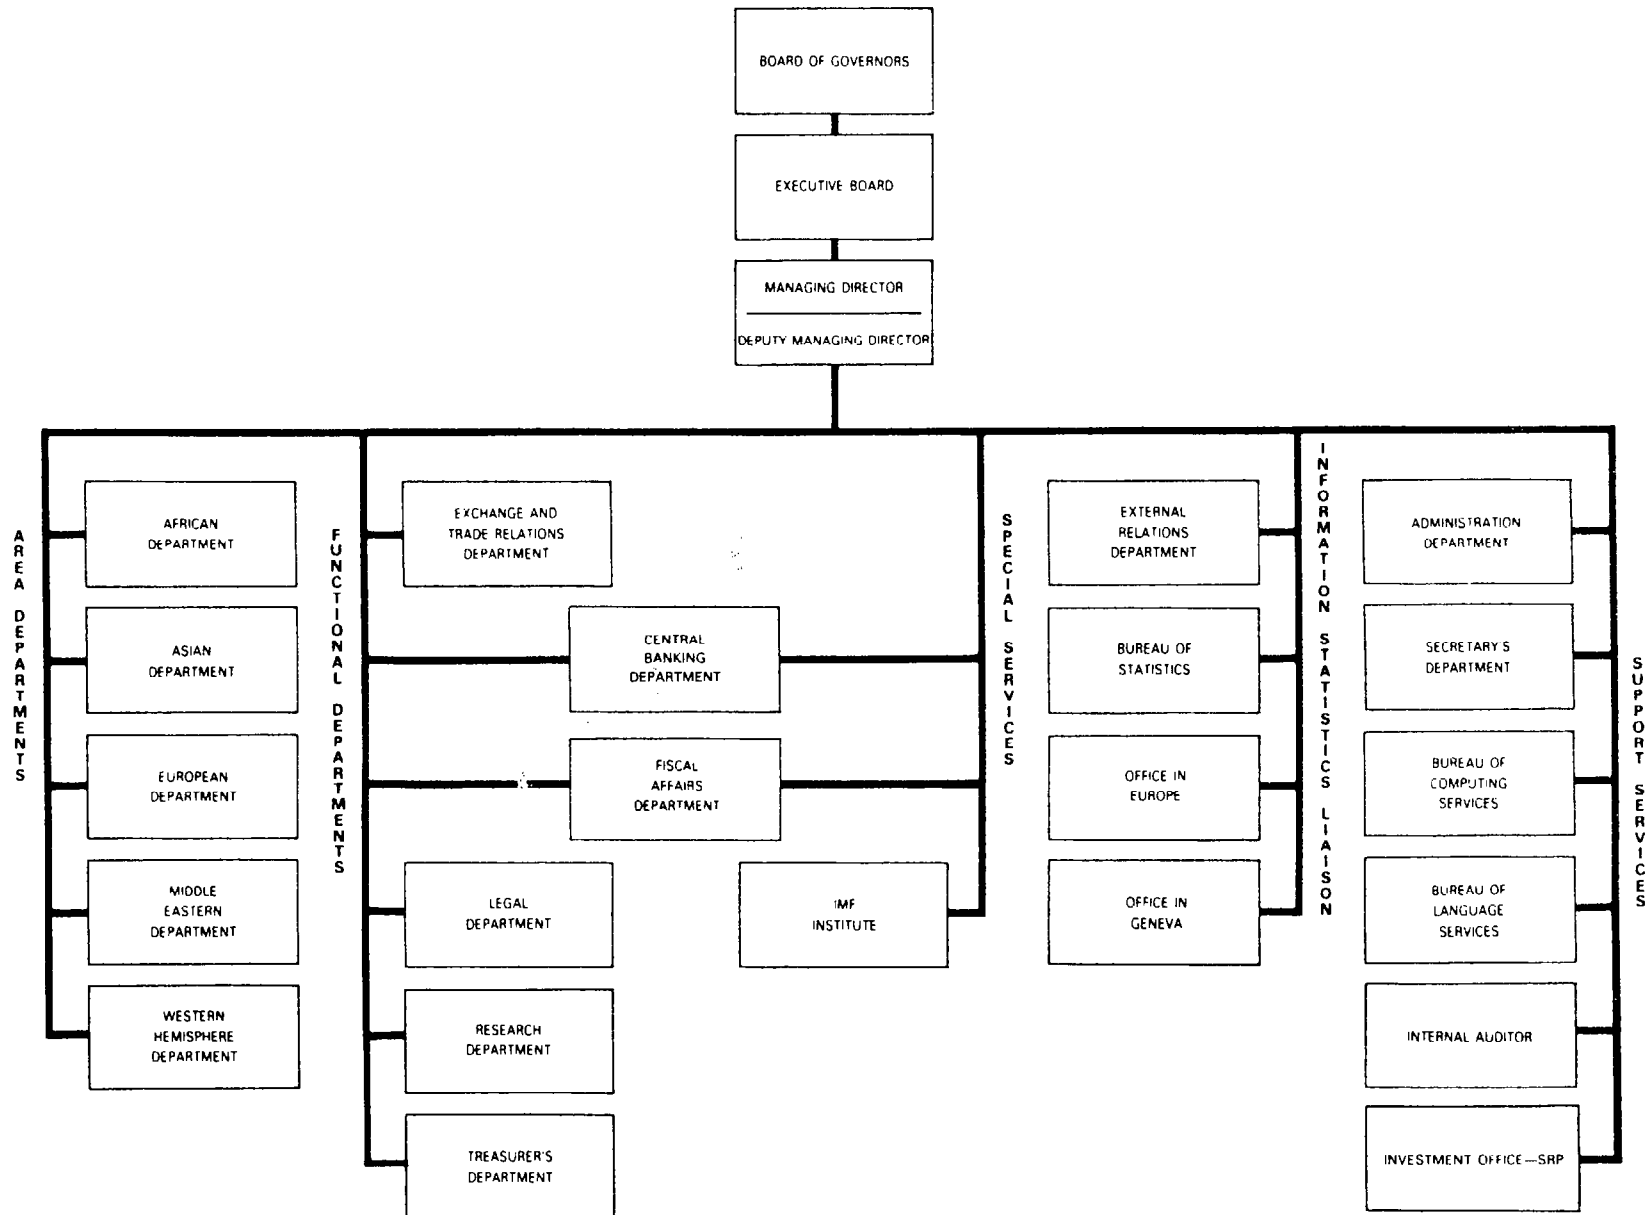 BOARD OF GOVERNORS
EXECUTIVE BOARD
MANAGING DIRECTOR
DEPUTY MANAGING DIRECTOR
AREA DEPARTMENTS
AFRICAN
DEPARTMENT
ASIAN
DEPARTMENT
EUROPEAN
DEPARTMENT
MIDDLE
EASTERN
DEPARTMENT
WESTERN
HEMISPHERE
DEPARTMENT
FUNCTIONAL DEPARTMENTS
EXCHANGE AND
TRADE RELATIONS
DEPARTMENT
CENTRAL
BANKING
DEPARTMENT
FISCAL
AFFAIRS
DEPARTMENT
LEGAL
DEPARTMENT
RESEARCH
DEPARTMENT
TREASURER'S
DEPARTMENT
SPECIAL SERVICES
IMF
INSTITUTE
INFORMATION STATISTICS LIAISON
EXTERNAL
RELATIONS
DEPARTMENT
BUREAU OF
STATISTICS
OFFICE IN
EUROPE
OFFICE IN
GENEVA
SUPPORT SERVICES
ADMINISTRATION
DEPARTMENT
SECRETARY'S
DEPARTMENT
BUREAU OF
COMPUTING
SERVICES
BUREAU OF
LANGUAGE
SERVICES
INTERNAL AUDITOR
INVESTMENT OFFICE—SRP